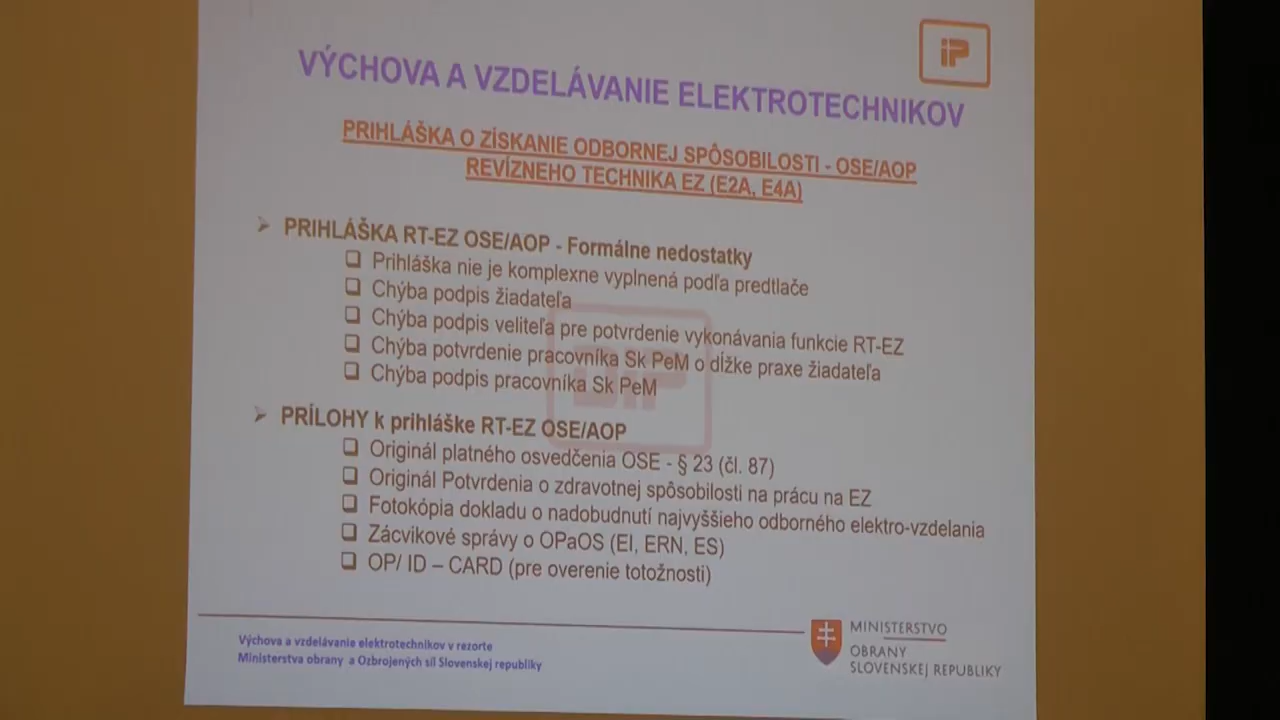 iP
VÝCHOVA A VZDELÁVANIE ELEKTROTECHNIKOV
PRIHLÁŠKA O ZÍSKANIE ODBORNEJ SPÔSOBILOSTI - OSE/AOP
REVÍZNEHO TECHNIKA EZ (E2A, E4A)
PRIHLÁŠKA RT-EZ OSE/AOP - Formálne nedostatky
Prihláška nie je komplexne vyplnená podľa predtlače
Chýba podpis žiadateľa
Chýba podpis veliteľa pre potvrdenie vykonávania funkcie RT-EZ
Chýba potvrdenie pracovníka Sk PeM o dĺžke praxe žiadateľa
Chýba podpis pracovníka Sk PeM
PRÍLOHY k prihláške RT-EZ OSE/AOP
Originál platného osvedčenia OSE - § 23 (čl. 87)
Originál Potvrdenia o zdravotnej spôsobilosti na prácu na EZ
Fotokópia dokladu o nadobudnutí najvyššieho odborného elektro-vzdelania
Zácvikové správy o OPaOS (EI, ERN, ES)
OP/ ID – CARD (pre overenie totožnosti)
Výchova a vzdelávanie elektrotechnikov v rezorte
Ministerstva obrany a Ozbrojených síl Slovenskej republiky
MINISTERSTVO
OBRANY
SLOVENSKEJ REPUBLIKY